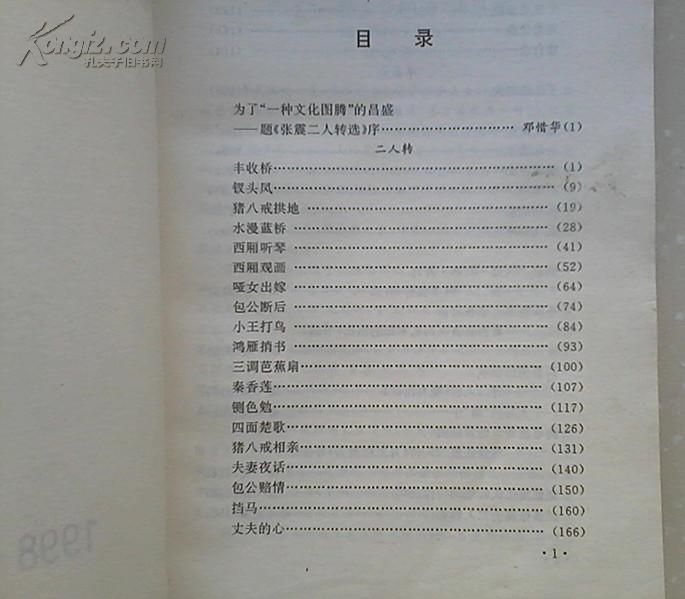 Kongfz.com
孔夫子旧书网
目 录
为了“一种文化图腾”的昌盛
——题《张震二人转选》序…………………………… 邓惜华(1)
二人转
丰收桥……………………………………………………(1)
钗头凤……………………………………………………(9)
猪八戒拱地………………………………………………(19)
水漫蓝桥…………………………………………………(28)
西厢听琴…………………………………………………(41)
西厢观画…………………………………………………(52)
哑女出嫁…………………………………………………(64)
包公断后…………………………………………………(74)
小王打鸟…………………………………………………(84)
鸿雁捎书…………………………………………………(93)
三调芭蕉扇………………………………………………(100)
秦香莲……………………………………………………(107)
铡色勉……………………………………………………(117)
四面楚歌…………………………………………………(126)
猪八戒相亲………………………………………………(131)
夫妻夜话…………………………………………………(140)
包公赔情…………………………………………………(150)
挡马………………………………………………………(160)
丈夫的心…………………………………………………(166)
·1·
1998